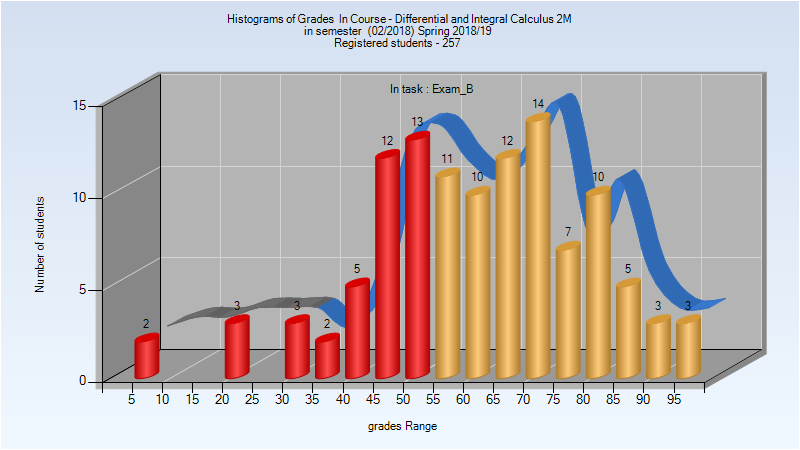 Histograms of Grades In Course - Differential and Integral Calculus 2M
in semester (02/2018) Spring 2018/19
Registered students - 257
In task : Exam_B
15
10
5
0
Number of students
2
3
3
2
5
12
13
11
10
12
14
7
10
5
3
3
5 10 15 20 25 30 35 40 45 50 55 60 65 70 75 80 85 90 95
grades Range